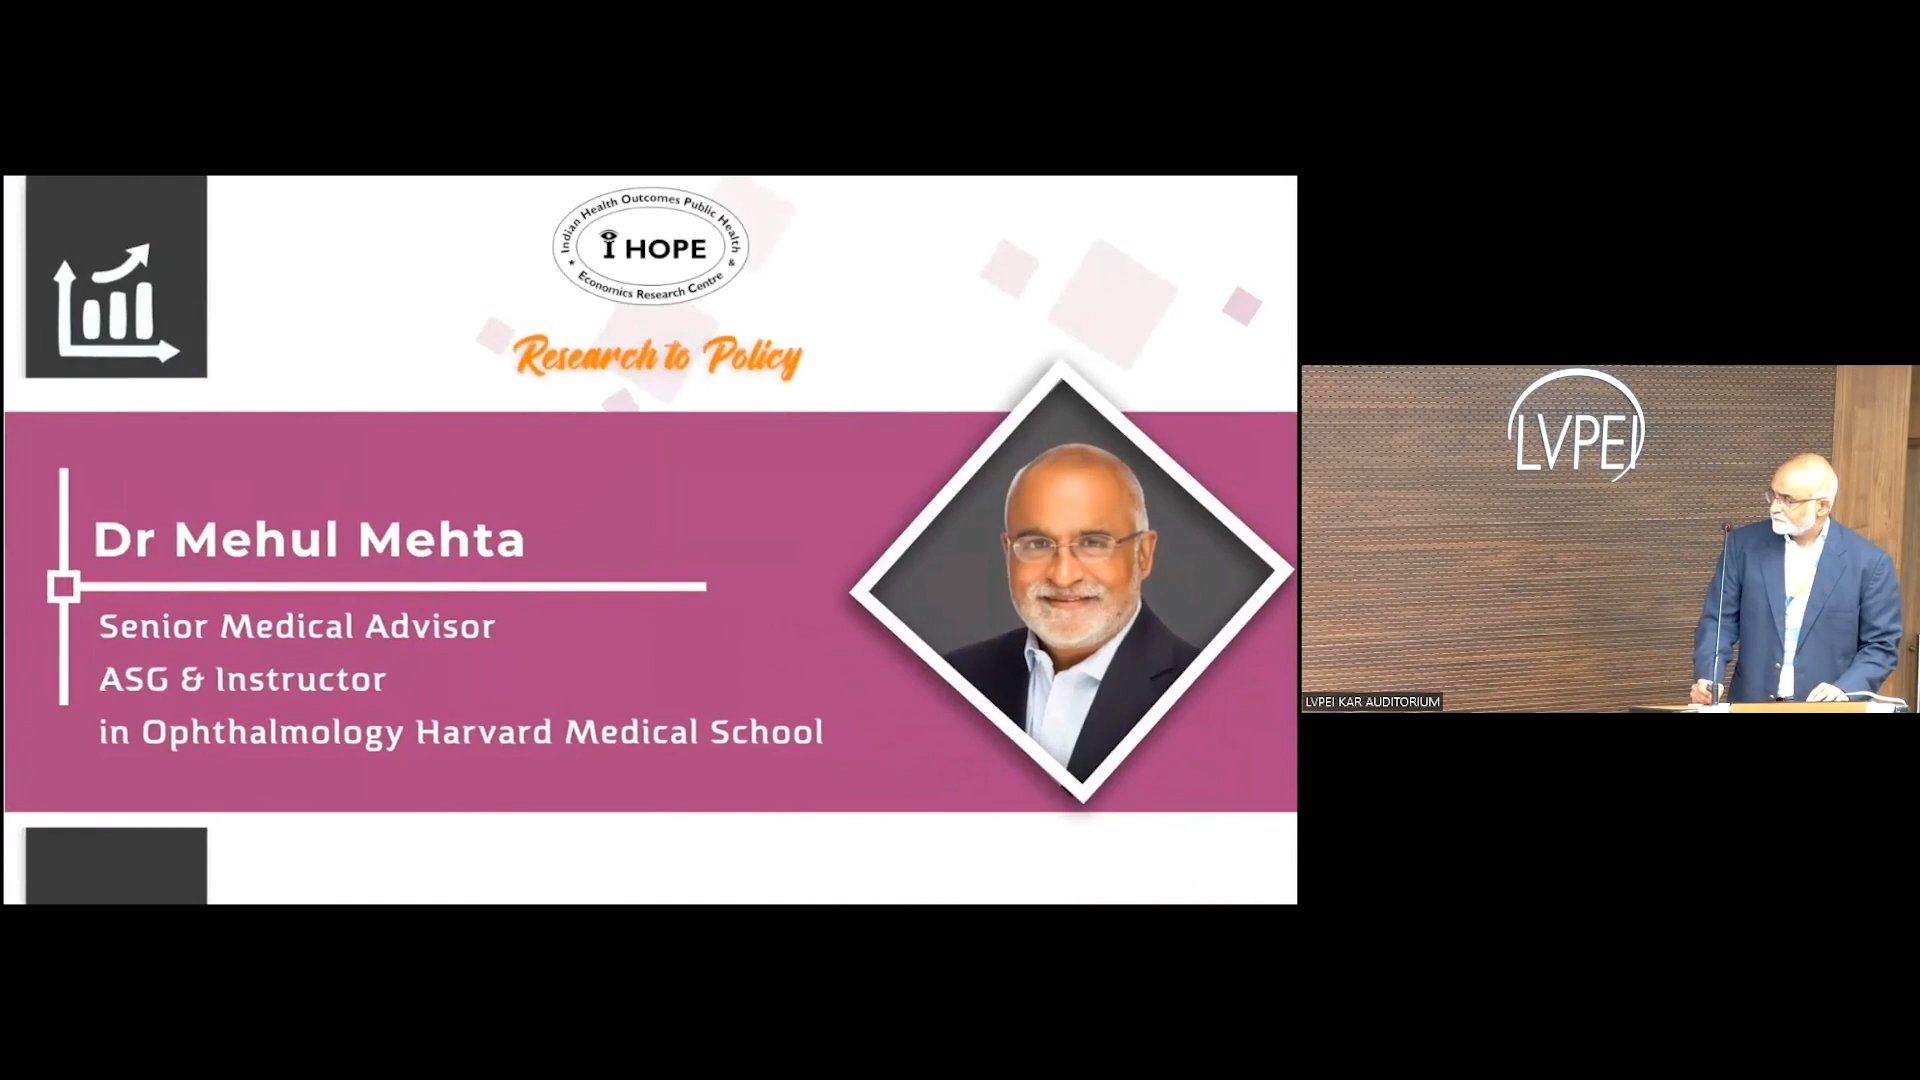 Indian Health Outcomes Public Health &
i HOPE
Economics Research Centre
Research to Policy
Dr Mehul Mehta
Senior Medical Advisor
ASG & Instructor
in Ophthalmology Harvard Medical School
LVPEI
LVPEI KAR AUDITORIUM